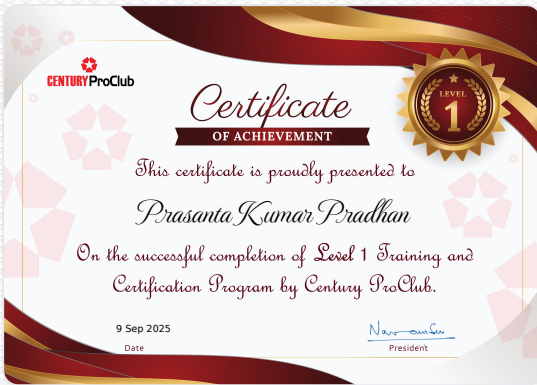 CENTURY ProClub
LEVEL
1
Certificate
OF ACHIEVEMENT
This certificate is proudly presented to
Prasanta Kumar Pradhan
On the successful completion of Level 1 Training and
Certification Program by Century ProClub.
9 Sep 2025
Date
President